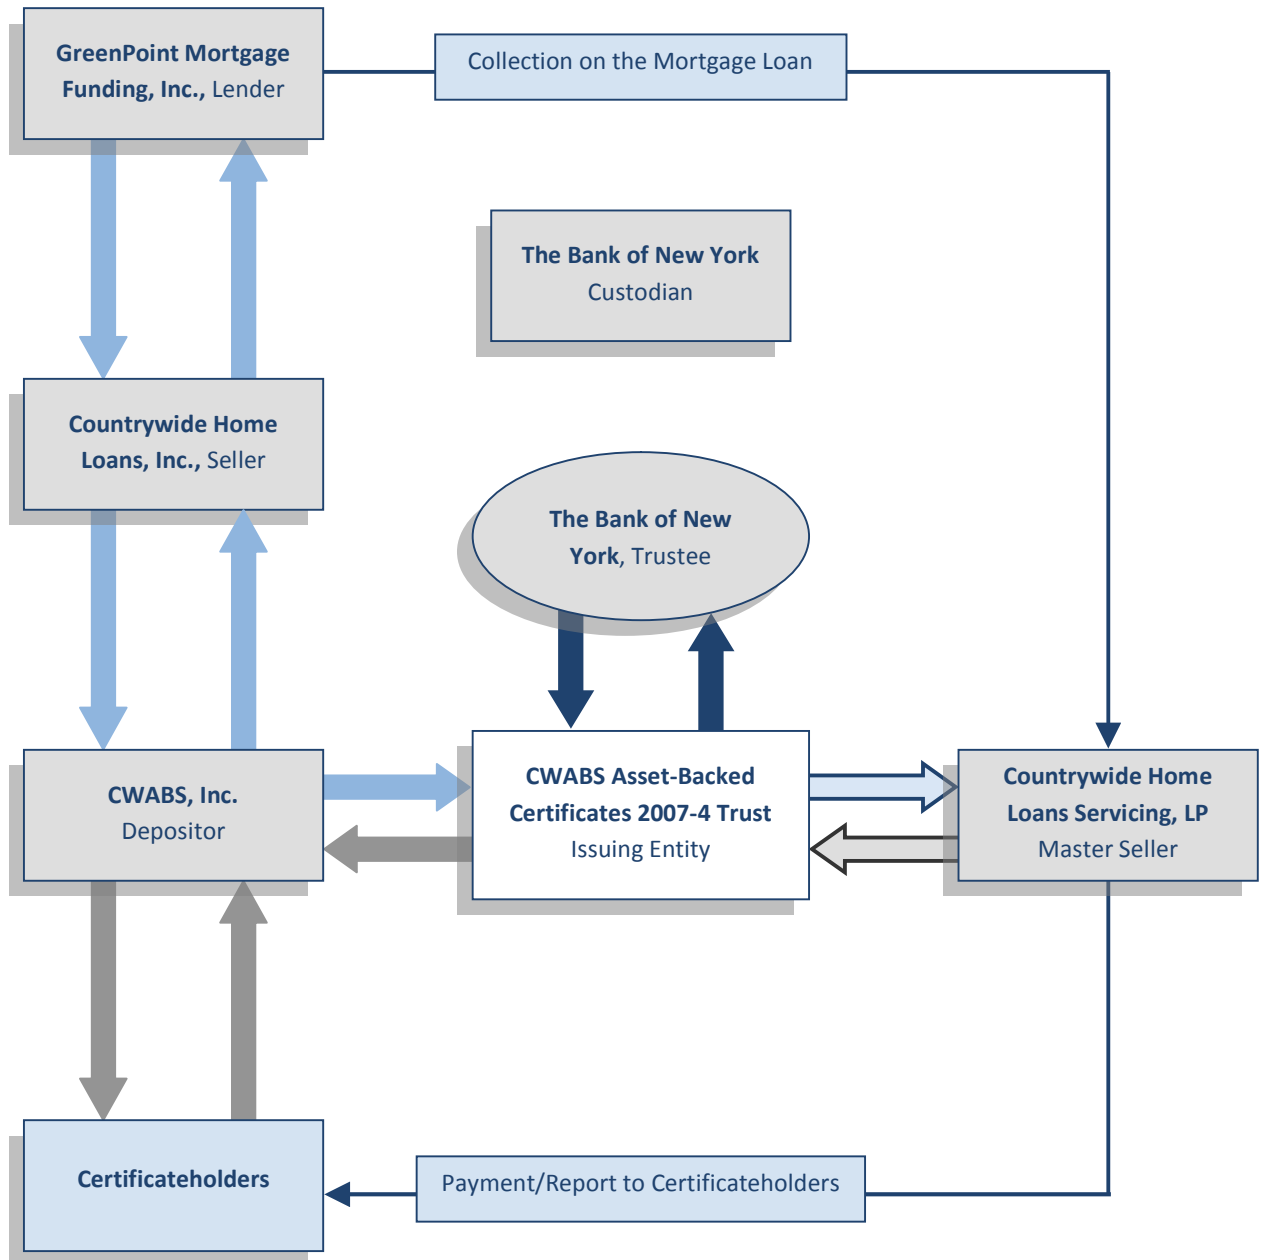 GreenPoint Mortgage
Funding, Inc., Lender
Collection on the Mortgage Loan
The Bank of New York
Custodian
Countrywide Home
Loans, Inc., Seller
The Bank of New
York, Trustee
CWABS, Inc.
Depositor
CWABS Asset-Backed
Certificates 2007-4 Trust
Issuing Entity
Countrywide Home
Loans Servicing, LP
Master Seller
Certificateholders
Payment/Report to Certificateholders